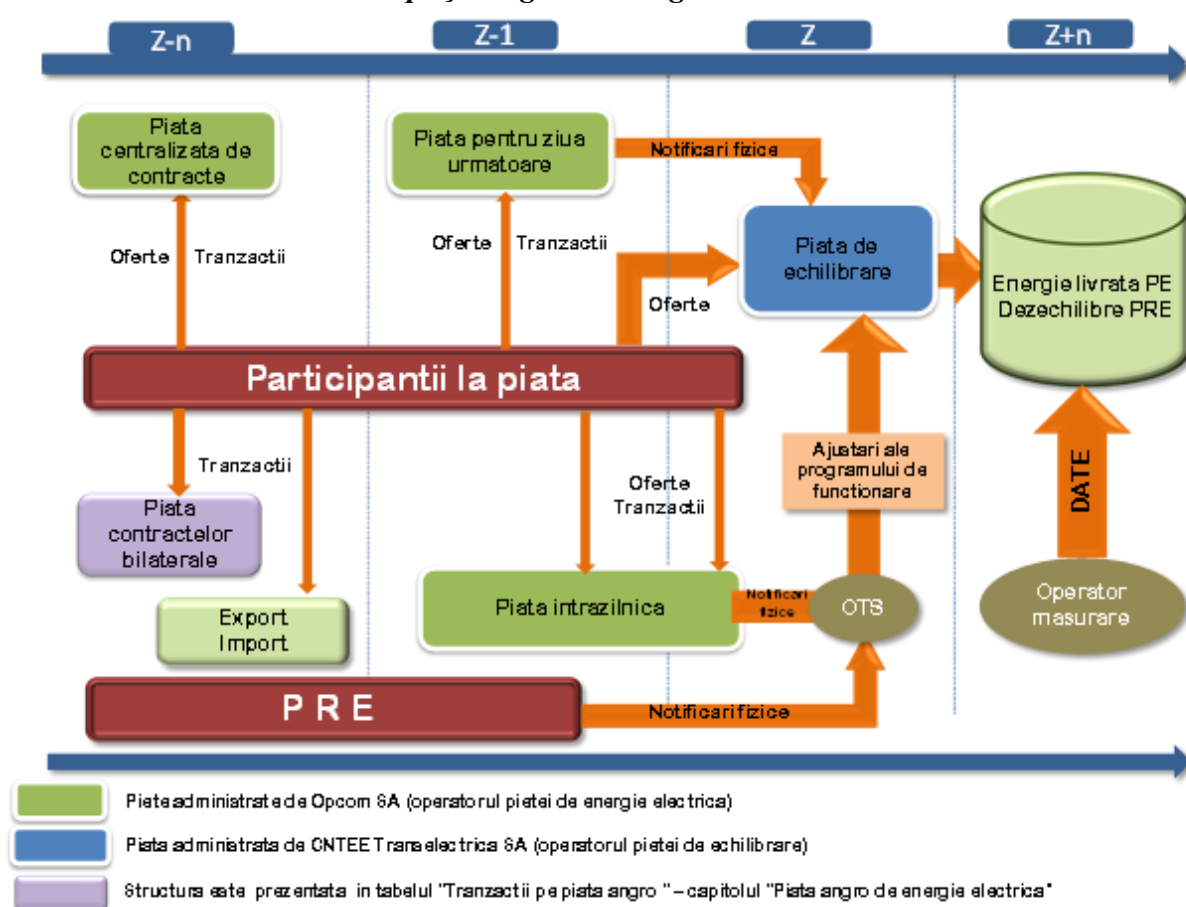 Z-n
Z-1
Z
Z+n
Piata
centralizata de
contracte
Piata pentru ziua
urmatoare
Notificari fizice
Oferte
Tranzactii
Oferte
Tranzactii
Piata de
echilibrare
Oferte
Energie livrata PE
Dezechilibre PRE
Participantii la piata
Tranzactii
Piata
contractelor
bilaterale
Export
Import
Oferte
Tranzactii
Ajustari ale
programului de
functionare
DATE
Piata intrazilnica
Notificari
fizice
OTS
Operator
masurare
P R E
Notificari fizice
Piete administrate de Opcom SA (operatorul pietei de energie electrica)
Piata administrata de CNTEE Transelectrica SA (operatorul pietei de echilibrare)
Structura este prezentata in tabelul "Tranzactii pe piata angro " – capitolul "Piata angro de energie electrica"